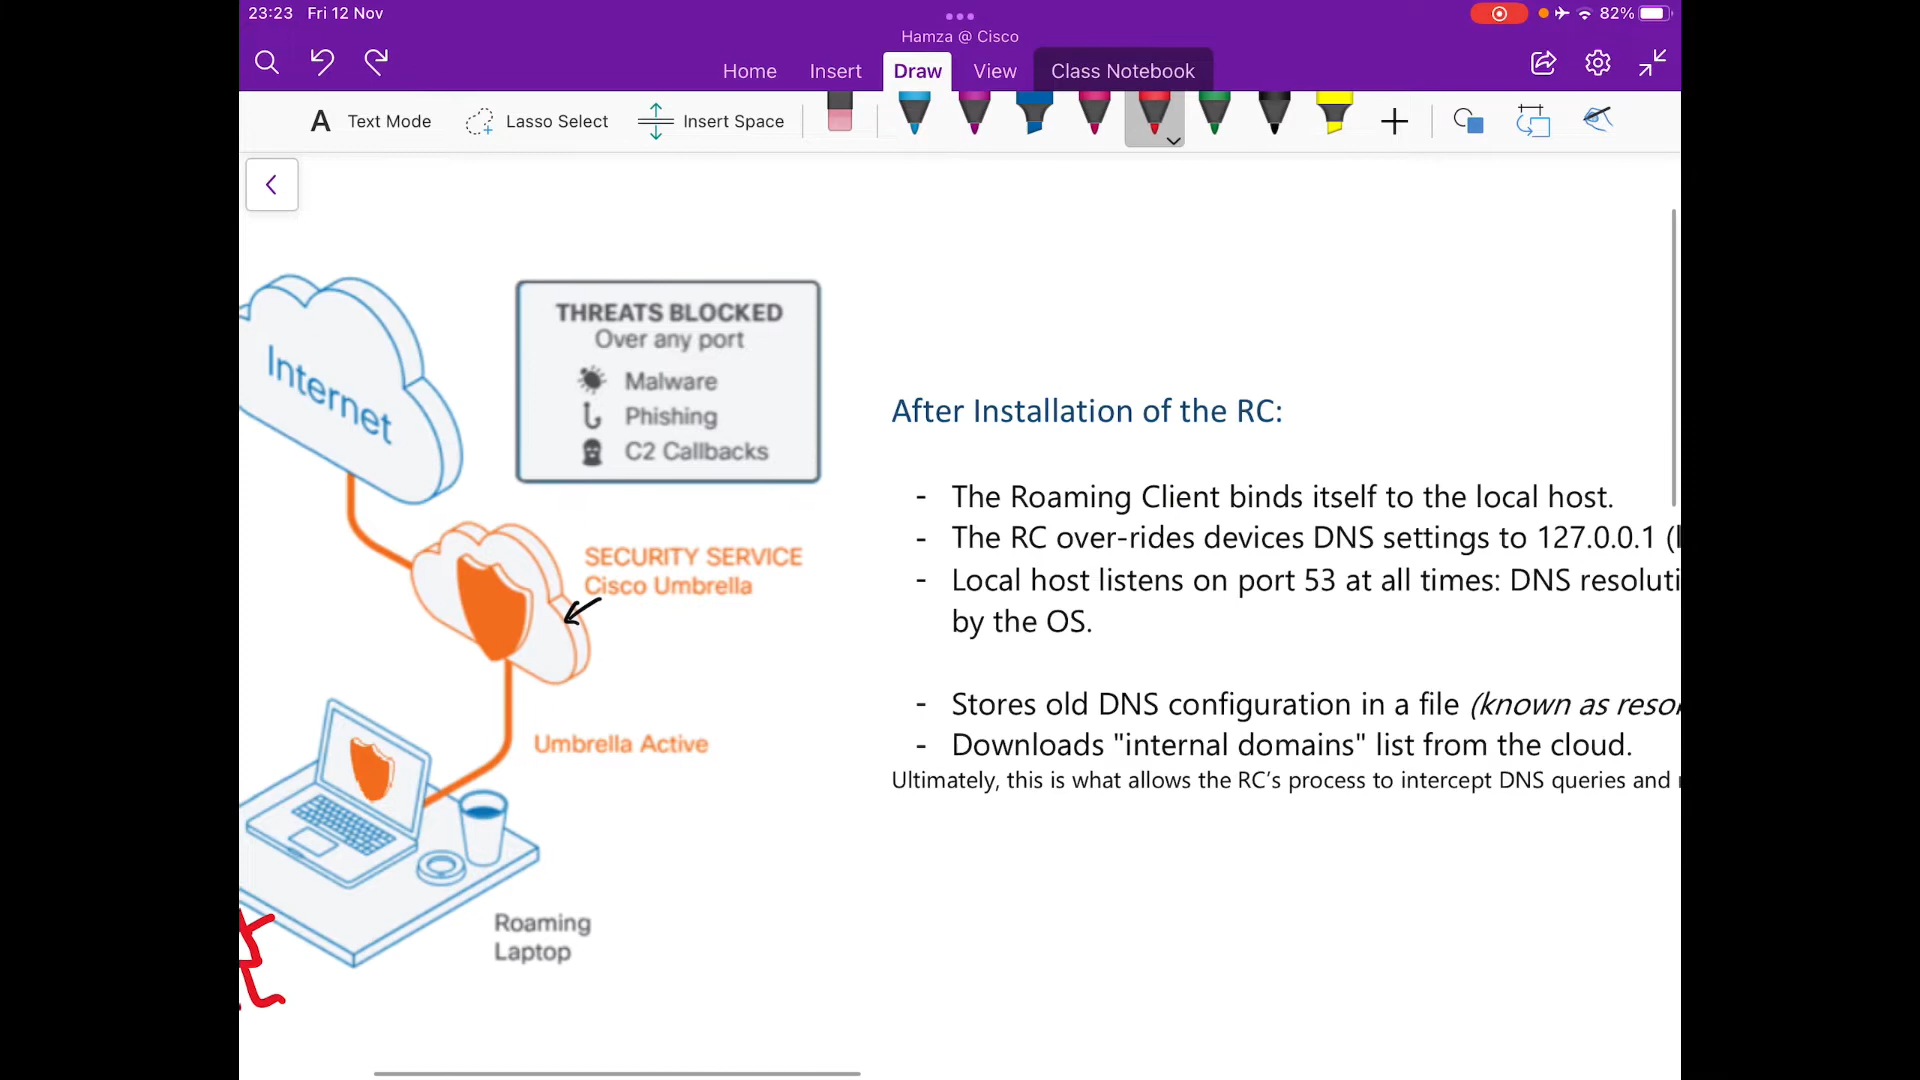 23:23 Fri 12 Nov
82%
Hamza @ Cisco
Home Insert Draw View Class Notebook
A Text Mode Lasso Select Insert Space
Internet
THREATS BLOCKED
Over any port
Malware
Phishing
C2 Callbacks
SECURITY SERVICE
Cisco Umbrella
Umbrella Active
Roaming
Laptop
After Installation of the RC:
- The Roaming Client binds itself to the local host.
- The RC over-rides devices DNS settings to 127.0.0.1 (
- Local host listens on port 53 at all times: DNS resoluti
by the OS.
- Stores old DNS configuration in a file (known as resol
- Downloads "internal domains" list from the cloud.
Ultimately, this is what allows the RC's process to intercept DNS queries and